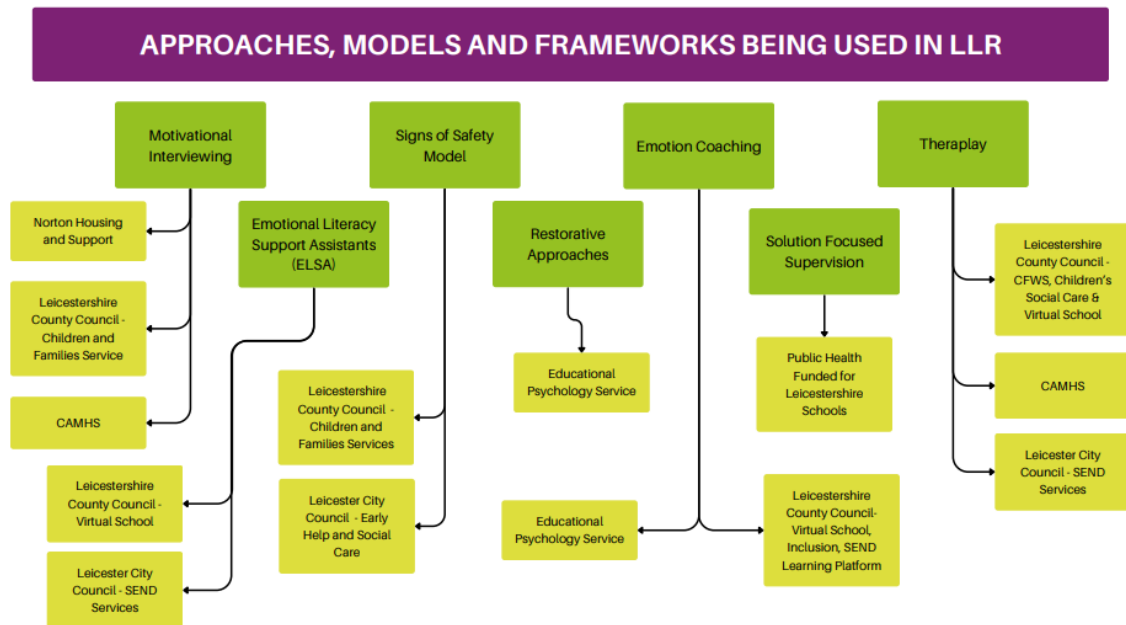 APPROACHES, MODELS AND FRAMEWORKS BEING USED IN LLR
Motivational
Interviewing
Signs of Safety
Model
Emotion Coaching
Theraplay
Norton Housing
and Support
Emotional Literacy
Support Assistants
(ELSA)
Restorative
Approaches
Solution Focused
Supervision
Leicestershire
County Council -
CFWS, Children's
Social Care &
Virtual School
Leicestershire
County Council -
Children and
Families Service
Educational
Psychology Service
Public Health
Funded for
Leicestershire
Schools
CAMHS
CAMHS
Leicestershire
County Council -
Children and
Families Services
Leicester City
Council - SEND
Services
Leicestershire
County Council -
Virtual School
Leicester City
Council - Early
Help and Social
Care
Educational
Psychology Service
Leicestershire
County Council-
Virtual School,
Inclusion, SEND
Learning Platform
Leicester City
Council - SEND
Services